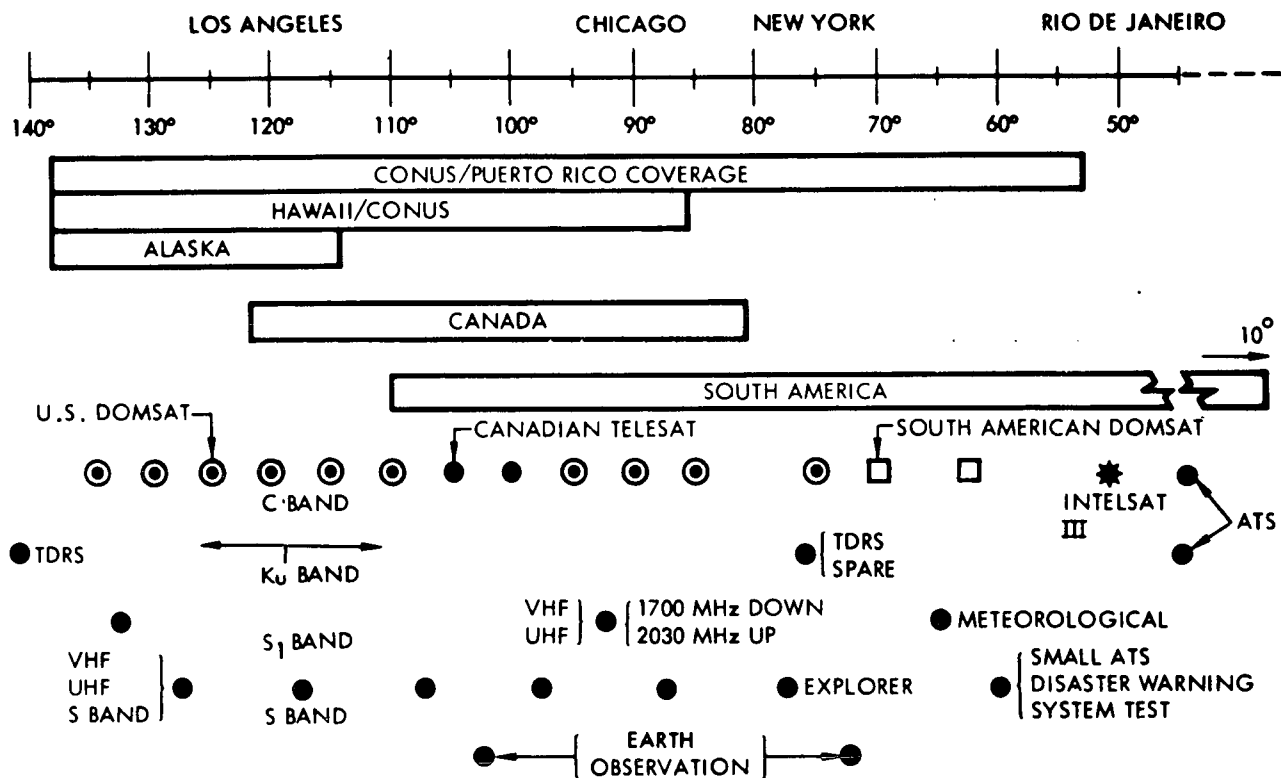 LOS ANGELES CHICAGO NEW YORK RIO DE JANEIRO
140° 130° 120° 110° 100° 90° 80° 70° 60° 50°
CONUS/PUERTO RICO COVERAGE
HAWAII/CONUS
ALASKA
CANADA
10°
SOUTH AMERICA
U.S. DOMSAT
CANADIAN TELESAT
SOUTH AMERICAN DOMSAT
C BAND
INTELSAT
III
ATS
TDRS
Ku BAND
TDRS
SPARE
VHF
UHF
1700 MHz DOWN
2030 MHz UP
METEOROLOGICAL
S1 BAND
VHF
UHF
S BAND
S BAND
EXPLORER
SMALL ATS
DISASTER WARNING
SYSTEM TEST
EARTH
OBSERVATION